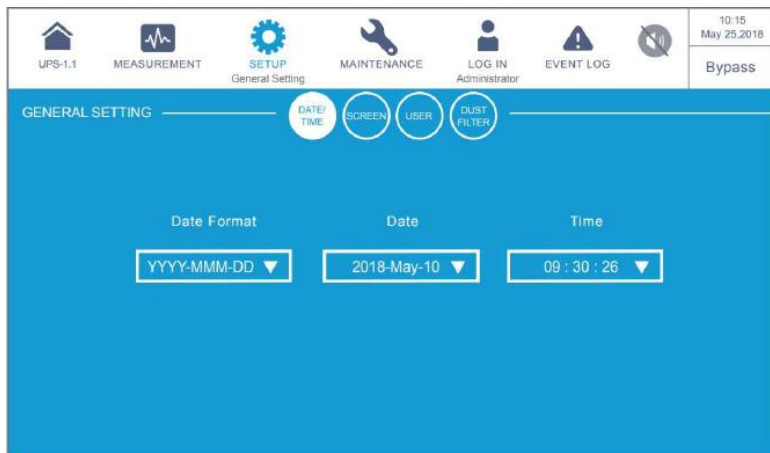 10:15
May 25,2018
UPS-1.1
MEASUREMENT
SETUP
General Setting
MAINTENANCE
LOG IN
Administrator
EVENT LOG
Bypass
GENERAL SETTING
DATE/
TIME
SCREEN
USER
DUST
FILTER
Date Format
Date
Time
YYYY-MMM-DD
2018-May-10
09 : 30 : 26